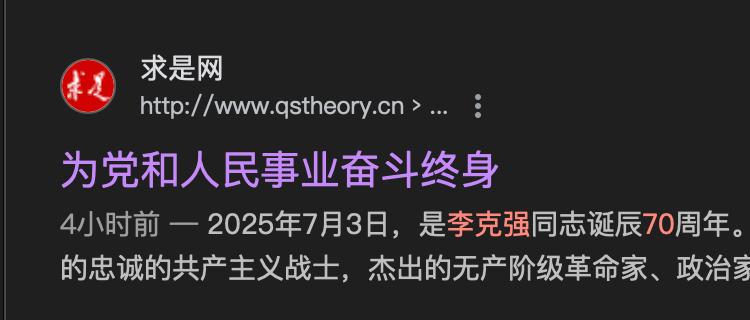 求是
求是网
http://www.qstheory.cn › ...
为党和人民事业奋斗终身
4小时前 — 2025年7月3日，是李克强同志诞辰70周年。
的忠诚的共产主义战士，杰出的无产阶级革命家、政治家